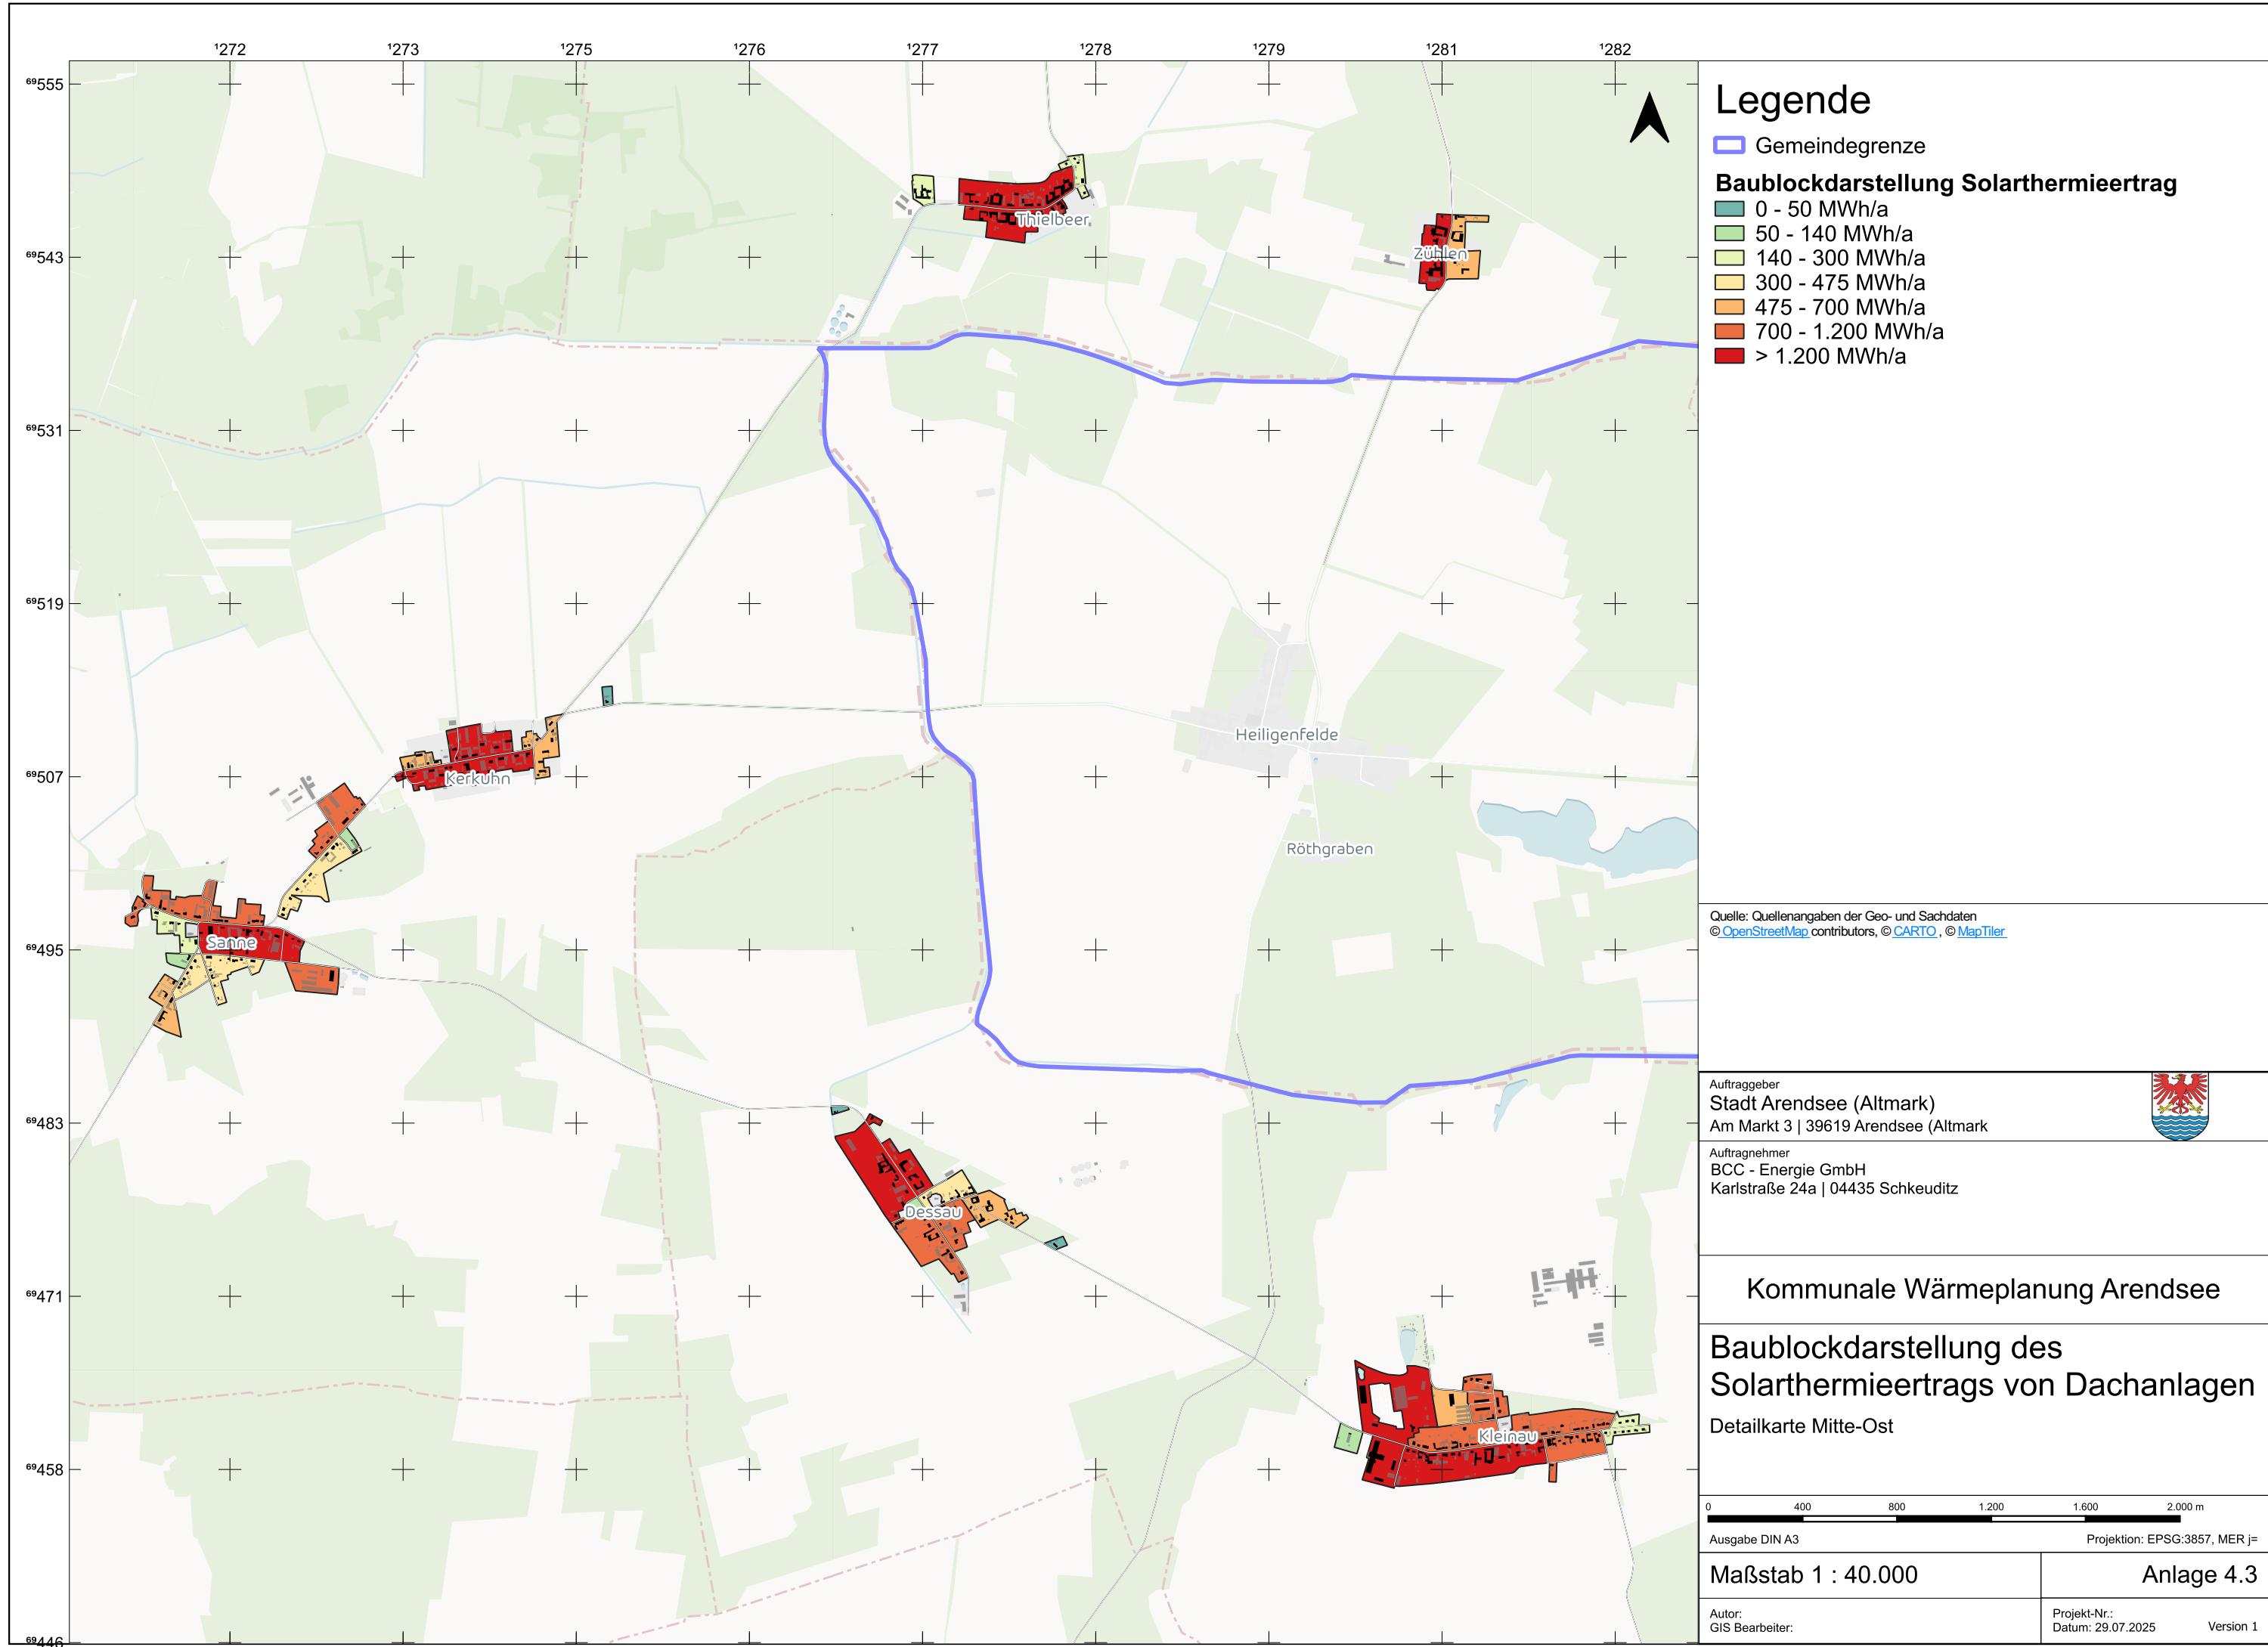 ¹272 ¹273 ¹275 ¹276 ¹277 ¹278 ¹279 ¹281 ¹282
⁶⁹555
⁶⁹543
⁶⁹531
⁶⁹519
⁶⁹507
⁶⁹495
⁶⁹483
⁶⁹471
⁶⁹458
⁶⁹446
Thielbeer
Zühlen
Heiligenfelde
Kerkuhn
Röthgraben
Sanne
Dessau
Kleinau
Legende
Gemeindegrenze
Baublockdarstellung Solarthermieertrag
0 - 50 MWh/a
50 - 140 MWh/a
140 - 300 MWh/a
300 - 475 MWh/a
475 - 700 MWh/a
700 - 1.200 MWh/a
> 1.200 MWh/a
Quelle: Quellenangaben der Geo- und Sachdaten
© OpenStreetMap contributors, © CARTO , © MapTiler
Auftraggeber
Stadt Arendsee (Altmark)
Am Markt 3 | 39619 Arendsee (Altmark
Auftragnehmer
BCC - Energie GmbH
Karlstraße 24a | 04435 Schkeuditz
Kommunale Wärmeplanung Arendsee
Baublockdarstellung des
Solarthermieertrags von Dachanlagen
Detailkarte Mitte-Ost
0 400 800 1.200 1.600 2.000 m
Ausgabe DIN A3 Projektion: EPSG:3857, MER j=
Maßstab 1 : 40.000 Anlage 4.3
Autor:
GIS Bearbeiter:
Projekt-Nr.:
Datum: 29.07.2025 Version 1